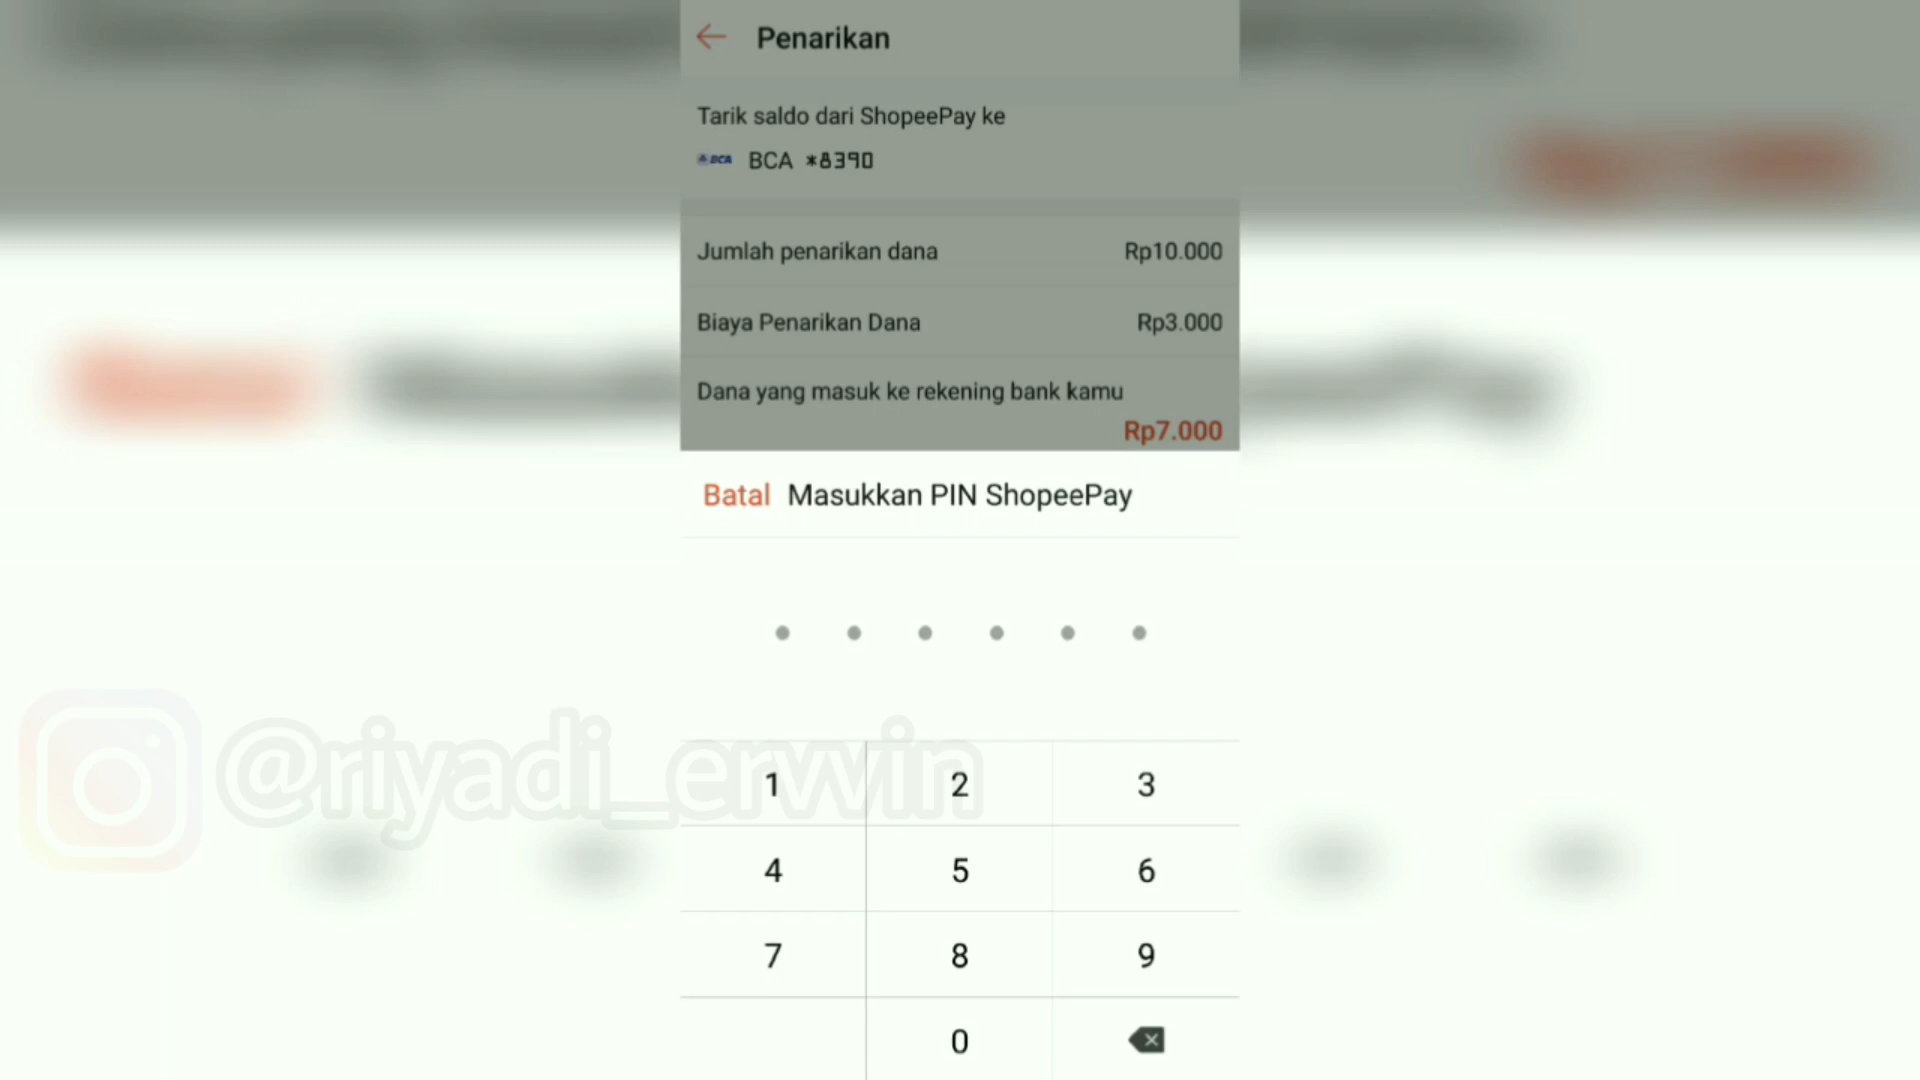 Penarikan
Tarik saldo dari ShopeePay ke
BCA BCA *8390
Jumlah penarikan dana Rp10.000
Biaya Penarikan Dana Rp3.000
Dana yang masuk ke rekening bank kamu
Rp7.000
Batal Masukkan PIN ShopeePay
@riyadi_erwin
1 2 3
4 5 6
7 8 9
0